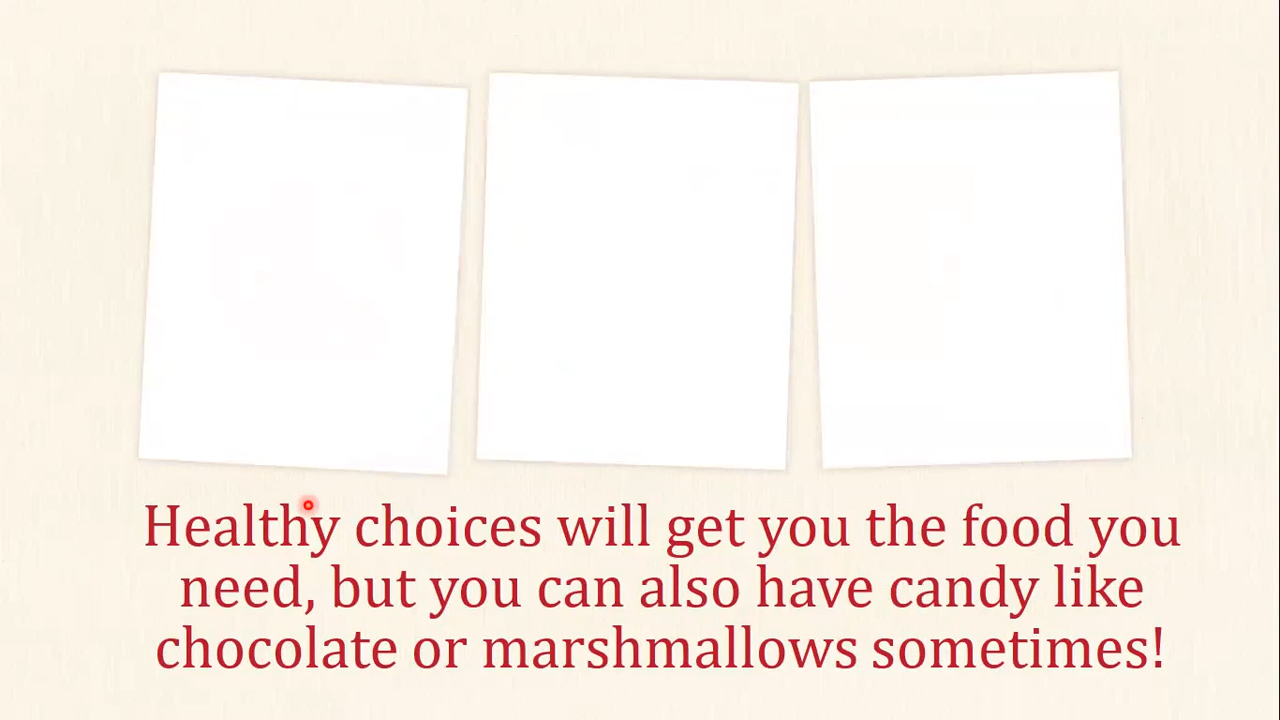 Healthy choices will get you the food you
need, but you can also have candy like
chocolate or marshmallows sometimes!